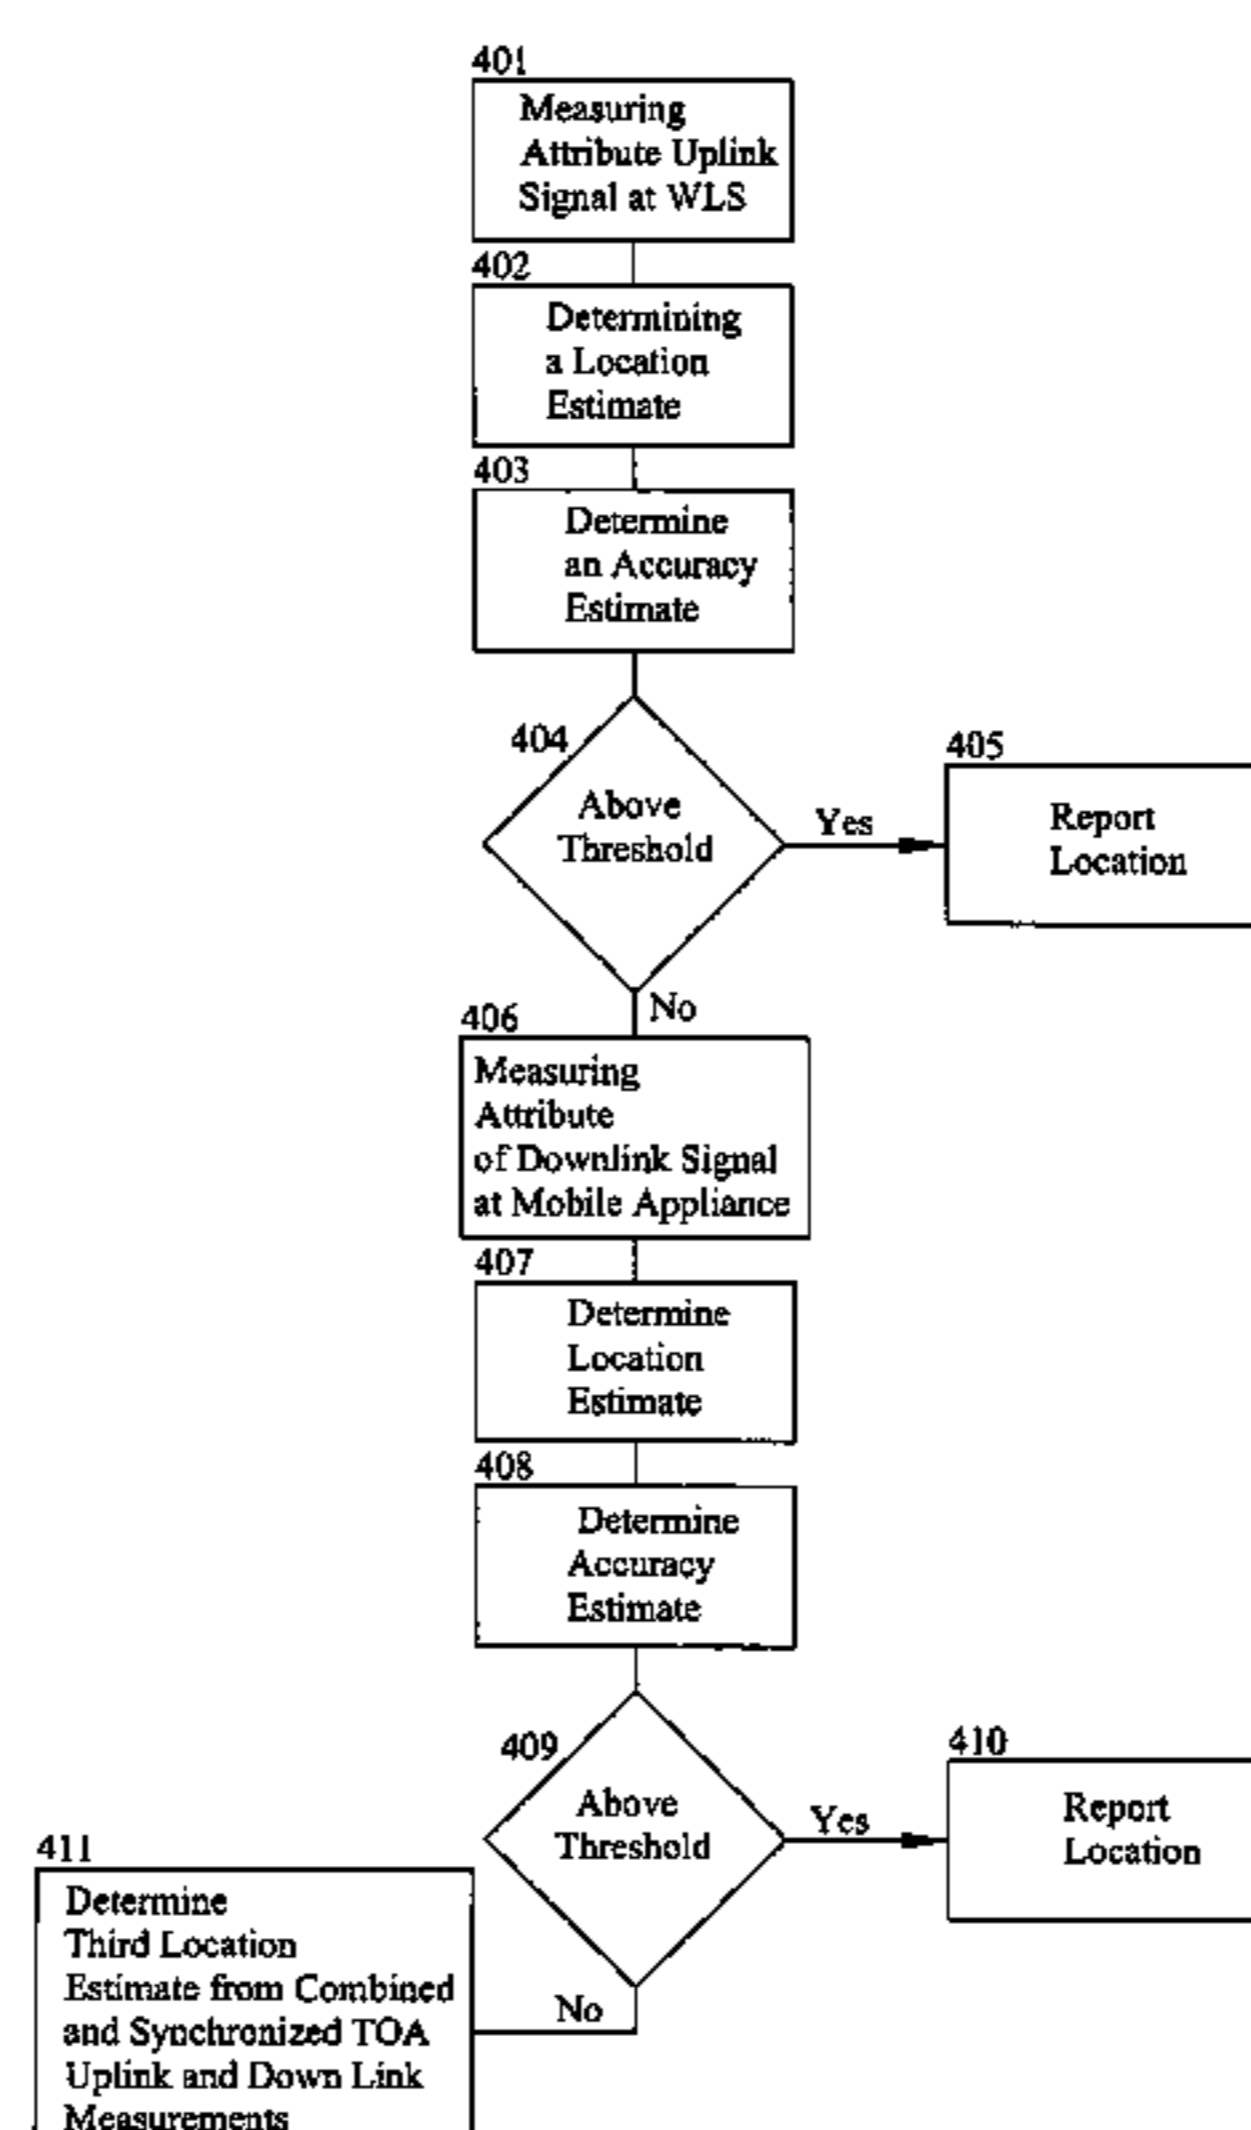 401
Measuring
Attribute Uplink
Signal at WLS
402
Determining
a Location
Estimate
403
Determine
an Accuracy
Estimate
404
Above
Threshold
Yes
405
Report
Location
No
406
Measuring
Attribute
of Downlink Signal
at Mobile Appliance
407
Determine
Location
Estimate
408
Determine
Accuracy
Estimate
409
Above
Threshold
Yes
410
Report
Location
No
411
Determine
Third Location
Estimate from Combined
and Synchronized TOA
Uplink and Down Link
Measurements